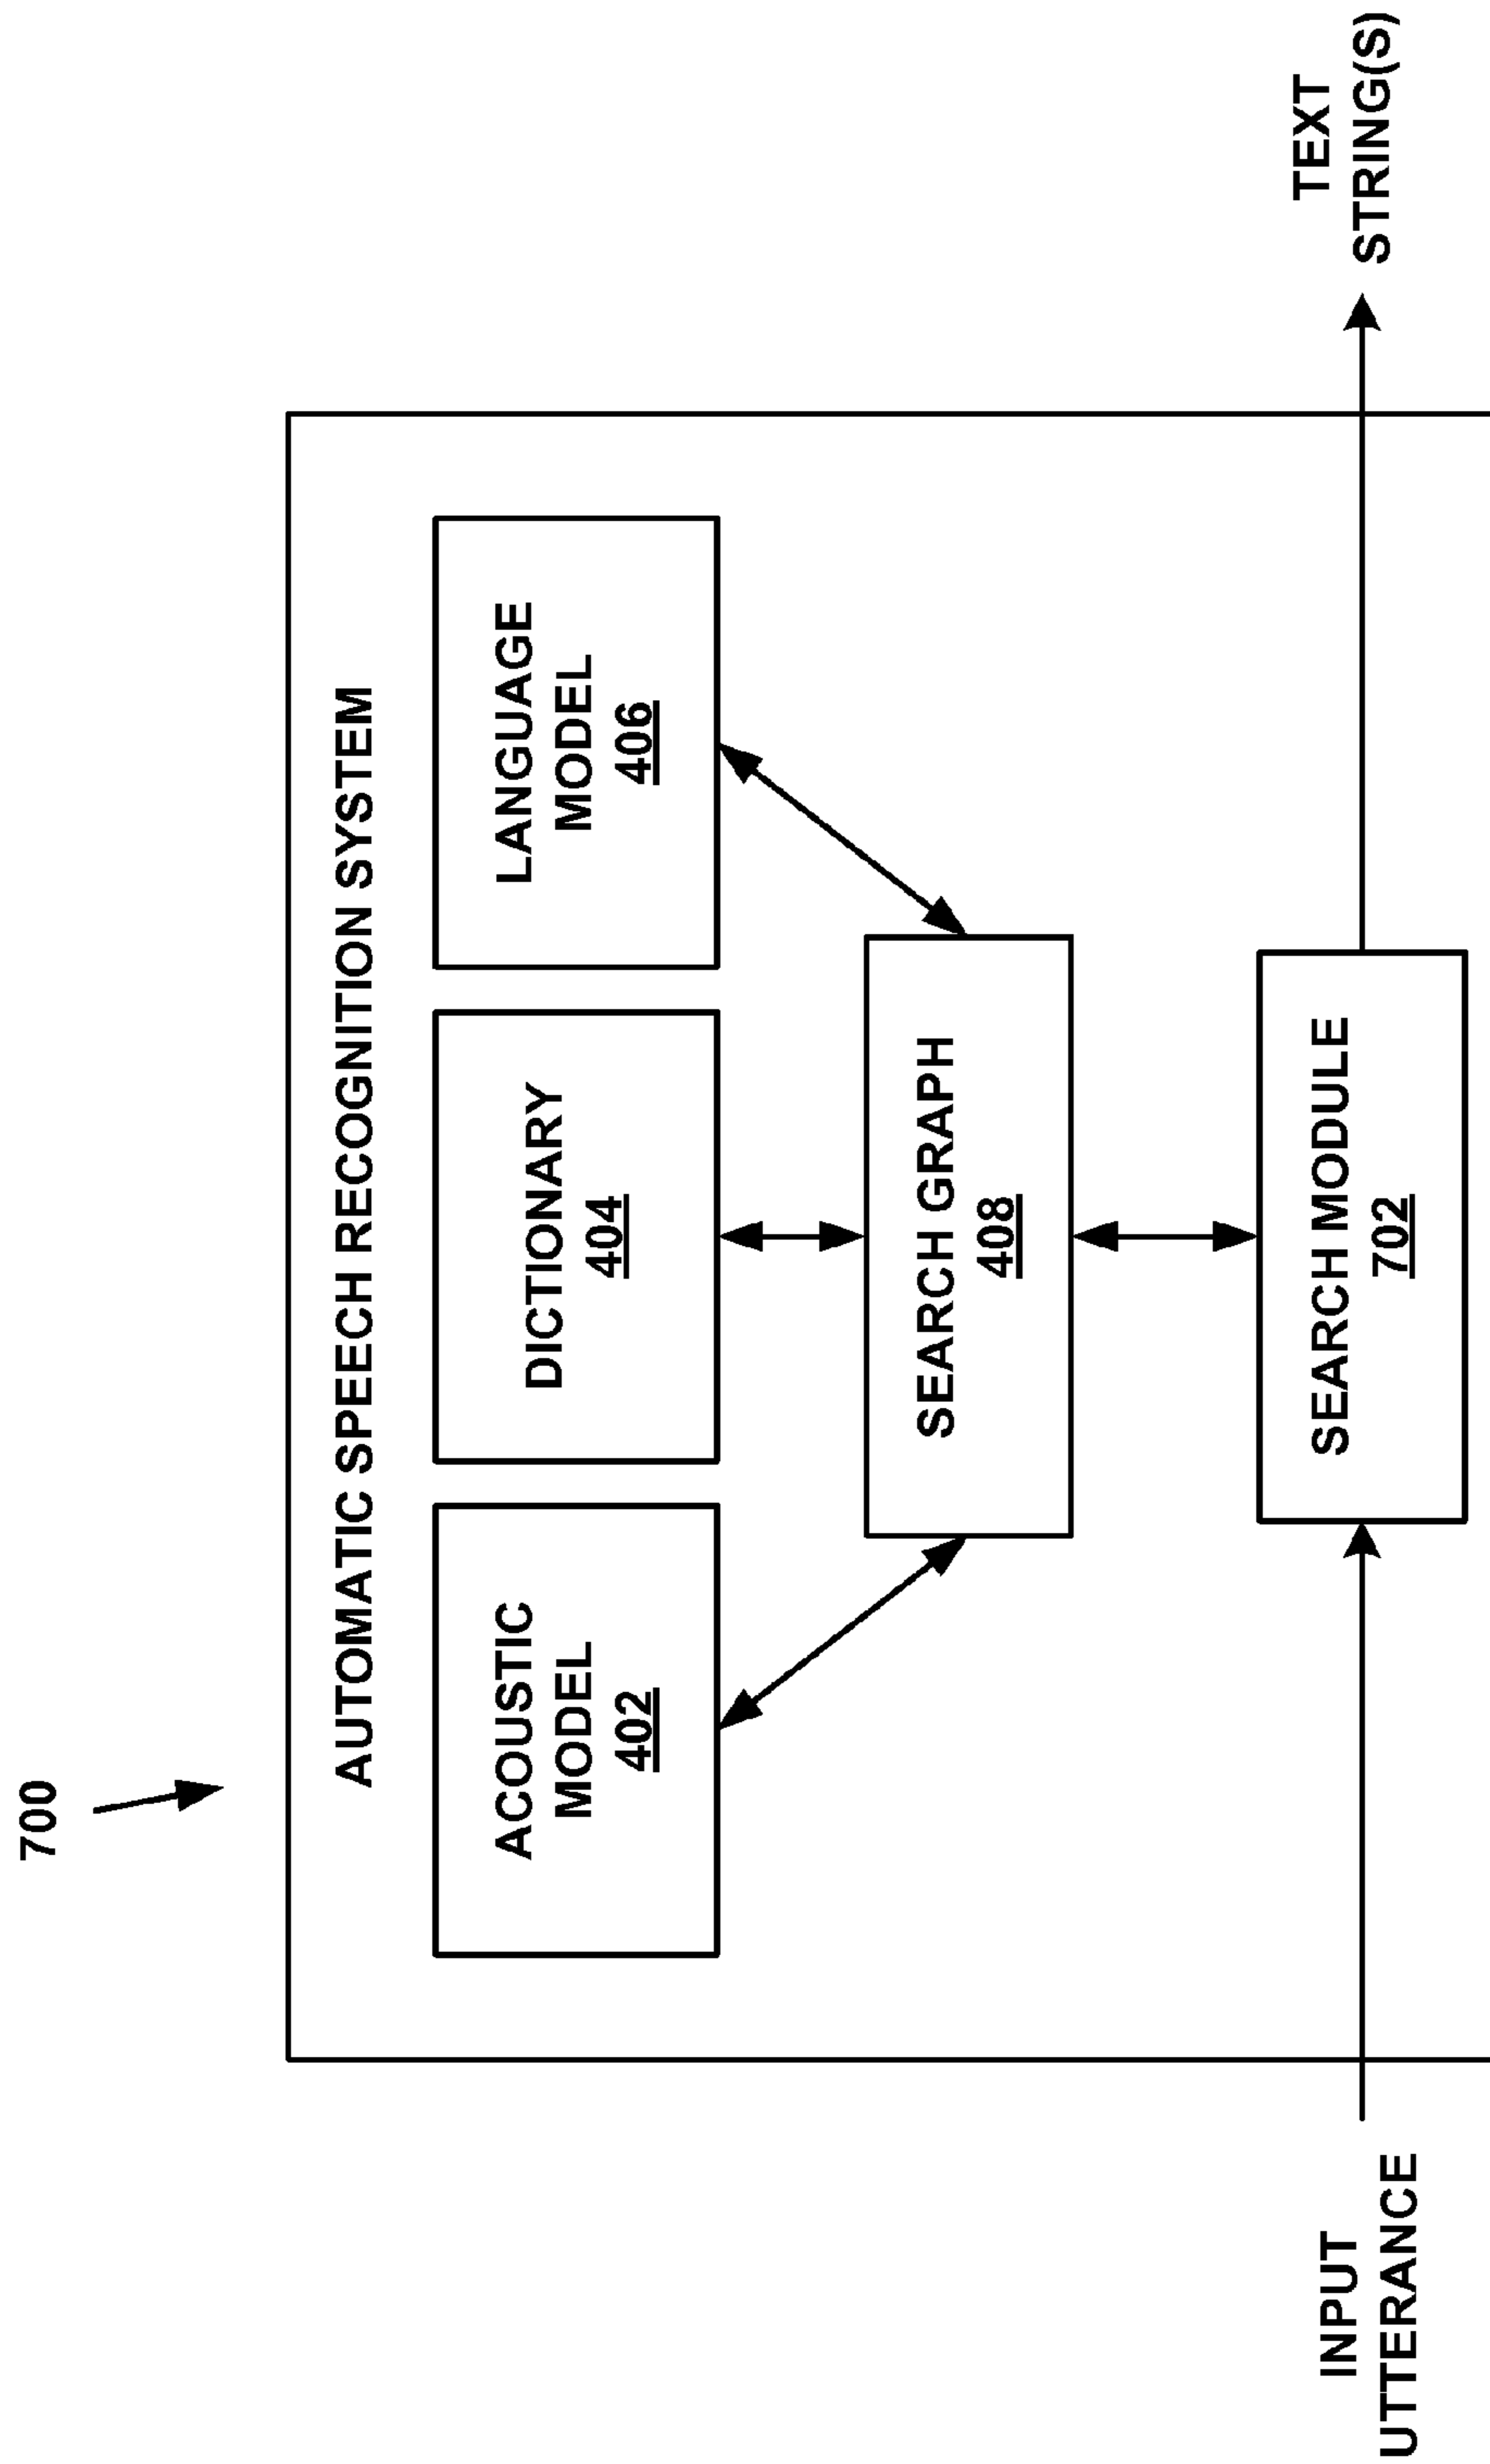 700
AUTOMATIC SPEECH RECOGNITION SYSTEM
ACOUSTIC
MODEL
402
DICTIONARY
404
LANGUAGE
MODEL
406
SEARCH GRAPH
408
INPUT
UTTERANCE
SEARCH MODULE
702
TEXT
STRING(S)